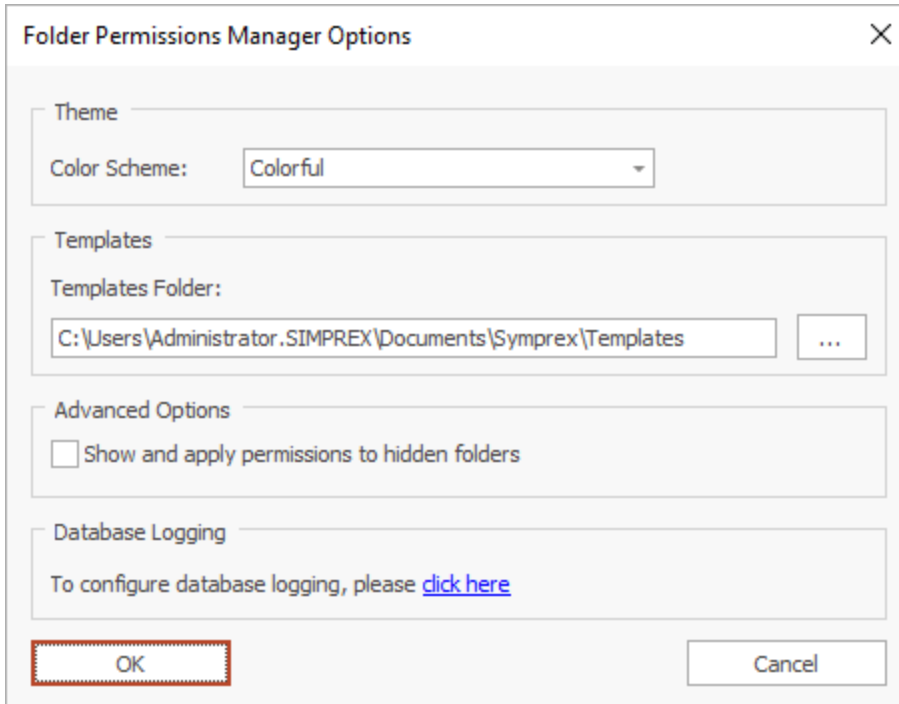 Folder Permissions Manager Options
Theme
Color Scheme:
Colorful
Templates
Templates Folder:
C:\Users\Administrator.SIMPREX\Documents\Symprex\Templates
...
Advanced Options
Show and apply permissions to hidden folders
Database Logging
To configure database logging, please click here
OK
Cancel